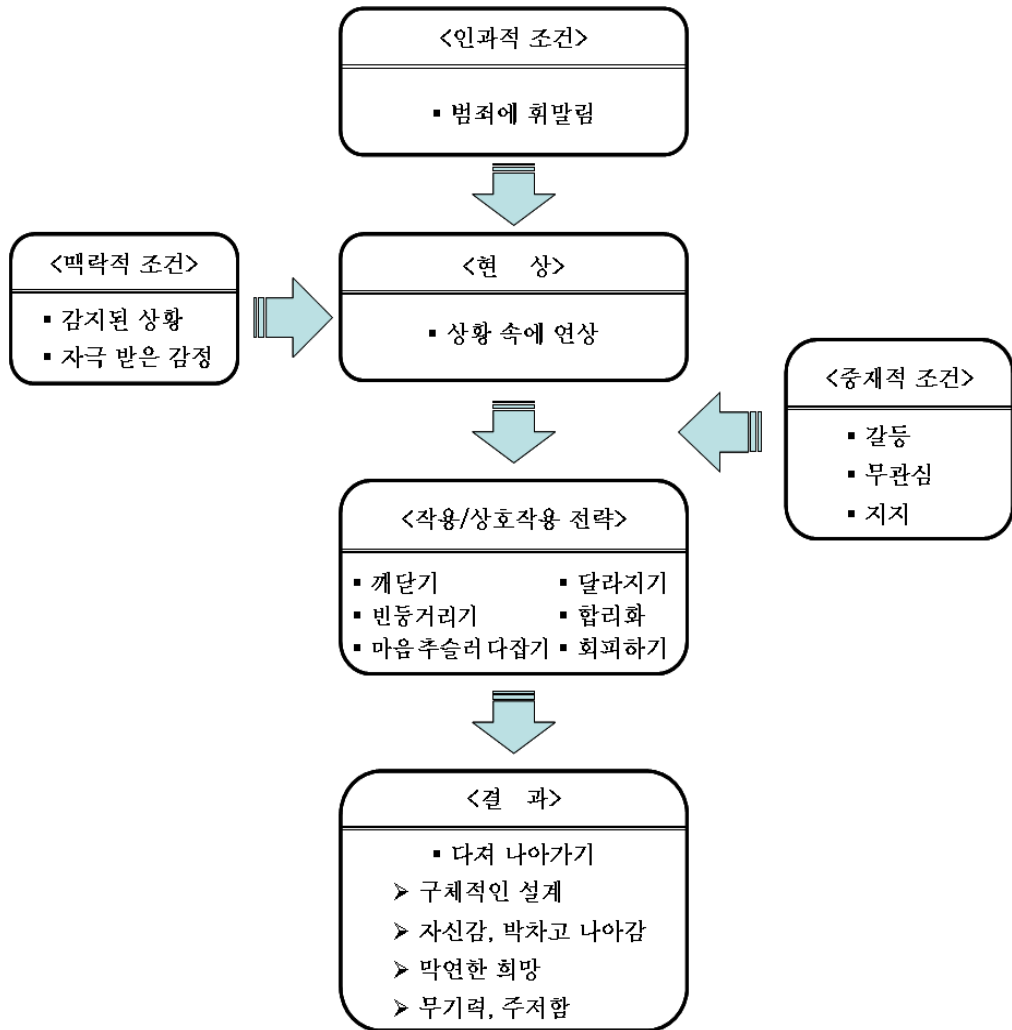 <인과적 조건>
▪ 범죄에 휘말림
<맥락적 조건>
▪ 감지된 상황
▪ 자극 받은 감정
<현 상>
▪ 상황 속에 연상
<중재적 조건>
▪ 갈등
▪ 무관심
▪ 지지
<작용/상호작용 전략>
▪ 깨닫기
▪ 빈둥거리기
▪ 마음추슬러다잡기
▪ 달라지기
▪ 합리화
▪ 회피하기
<결 과>
▪ 다져 나아가기
➢ 구체적인 설계
➢ 자신감, 박차고 나아감
➢ 막연한 희망
➢ 무기력, 주저함